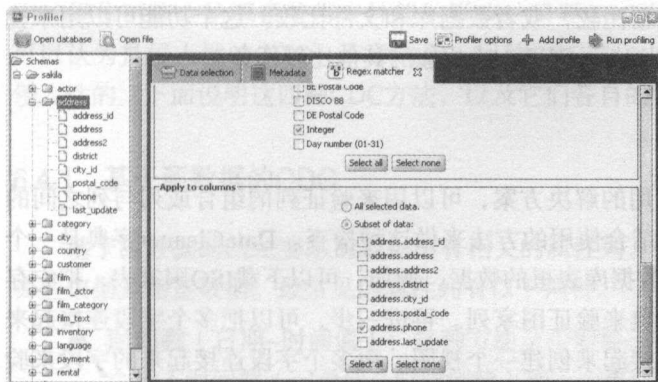 Profiler
Open database
Open file
Save
Profiler options
Add profile
Run profiling
Schemas
sakila
actor
address
address_id
address
address2
district
city_id
postal_code
phone
last_update
category
city
country
customer
film
film_actor
film_category
film_text
inventory
language
payment
rental
Data selection
Metadata
Regex matcher
BE Postal Code
DISCO 88
DE Postal Code
Integer
Day number (01-31)
Select all
Select none
Apply to columns
All selected data.
Subset of data:
address.address_id
address.address
address.address2
address.district
address.city_id
address.postal_code
address.phone
address.last_update
Select all
Select none